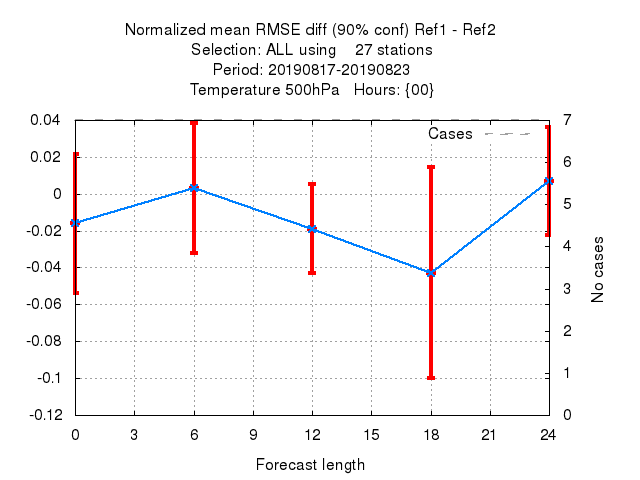 Normalized mean RMSE diff (90% conf) Ref1 - Ref2
Selection: ALL using 27 stations
Period: 20190817-20190823
Temperature 500hPa Hours: {00}
Cases
0.04
0.02
0
-0.02
-0.04
-0.06
-0.08
-0.1
-0.12
7
6
5
4
3
2
1
0
No cases
0 3 6 9 12 15 18 21 24
Forecast length